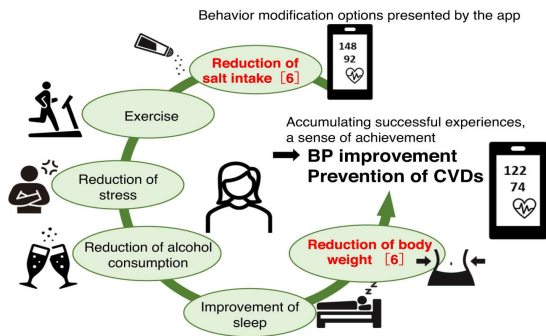 Behavior modification options presented by the app
148
92
Reduction of
salt intake [6]
Exercise
Accumulating successful experiences,
a sense of achievement
BP improvement
Prevention of CVDs
122
74
Reduction of
stress
Reduction of alcohol
consumption
Reduction of body
weight [6]
Improvement of
sleep
z z z